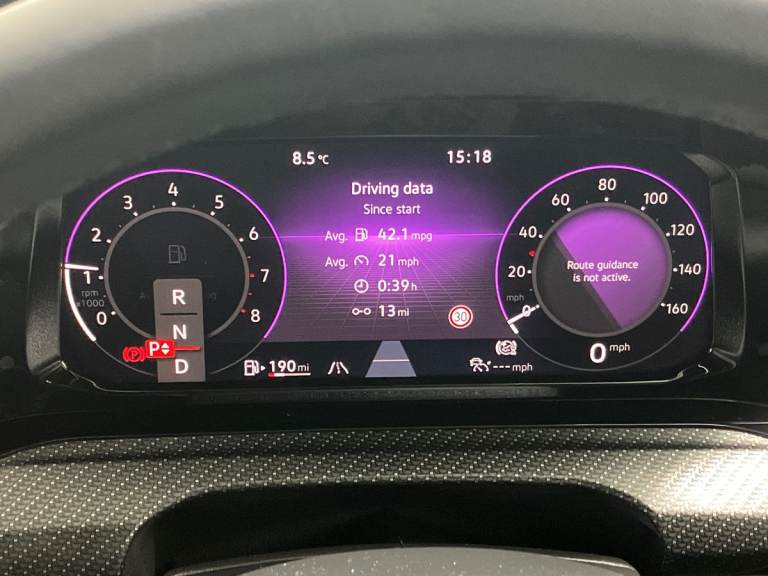 8.5°C
15:18
Driving data
Since start
Avg. 42.1 mpg
Avg. 21 mph
0:39 h
13 mi
30
0
1
2
3
4
5
6
7
8
rpm
x1000
R
N
P
D
(P)
190 mi
--- mph
0
20
40
60
80
100
120
140
160
mph
Route guidance
is not active.
0 mph